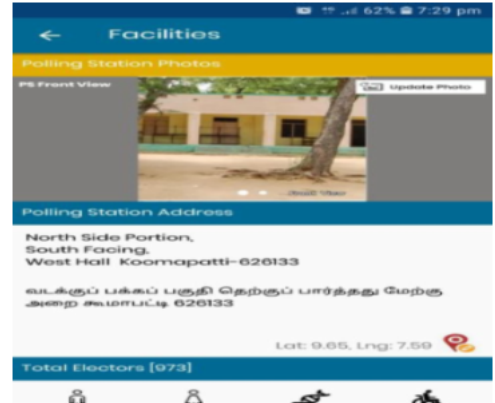 62% 7:29 pm
Facilities
Polling Station Photos
PS Front View
Update Photo
Polling Station Address
North Side Portion,
South Facing,
West Hall Koomapatti-626133
வடக்குப் பக்கப் பகுதி தெற்குப் பார்த்தது மேற்கு
அறை கூமாபட்டி 626133
Lat: 9.65, Lng: 7.59
Total Electors [973]